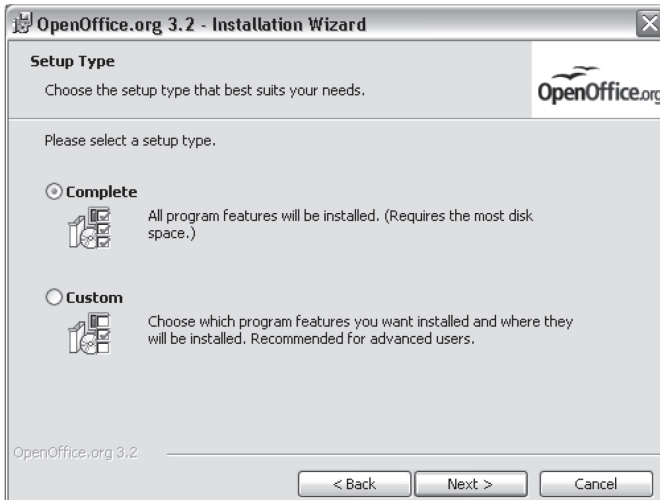 OpenOffice.org 3.2 - Installation Wizard
Setup Type
Choose the setup type that best suits your needs.
OpenOffice.org
Please select a setup type.
Complete
All program features will be installed. (Requires the most disk
space.)
Custom
Choose which program features you want installed and where they
will be installed. Recommended for advanced users.
OpenOffice.org 3.2
< Back Next > Cancel